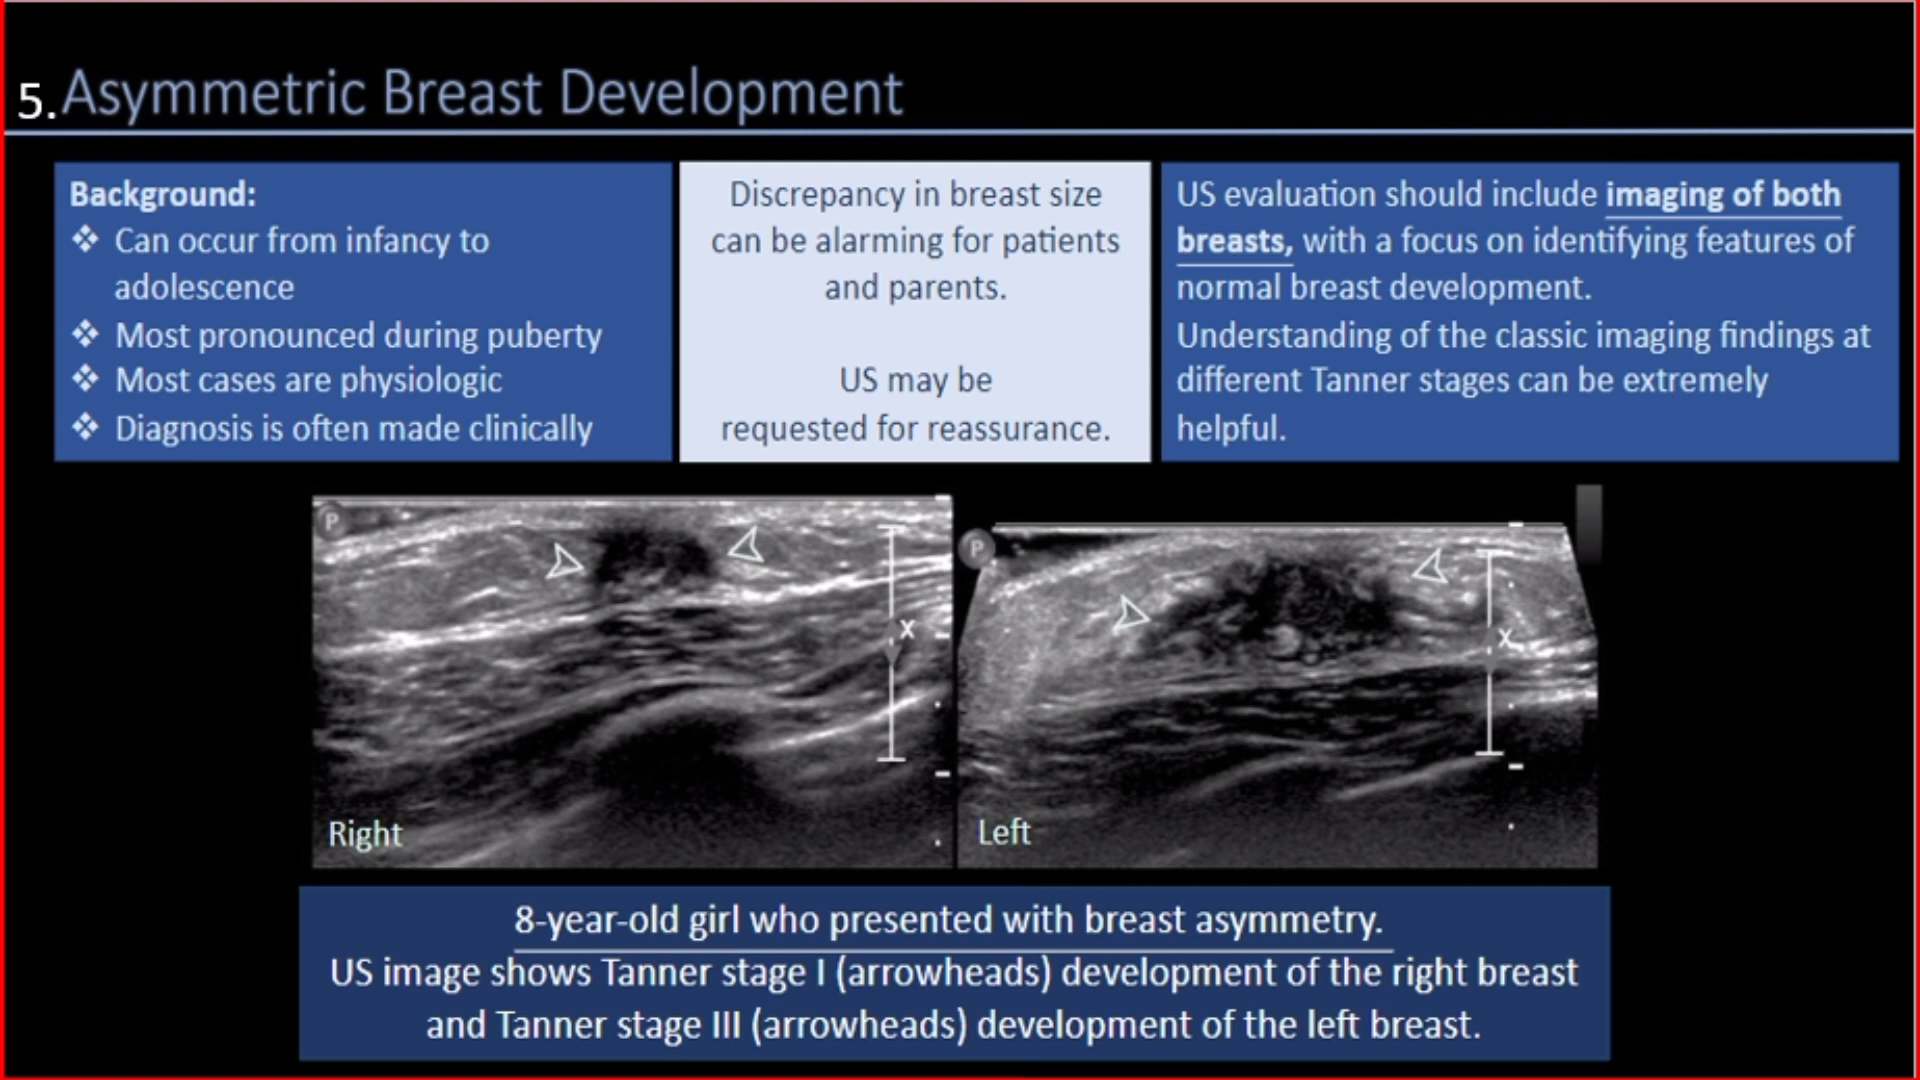 5. Asymmetric Breast Development
Background:
❖ Can occur from infancy to
adolescence
❖ Most pronounced during puberty
❖ Most cases are physiologic
❖ Diagnosis is often made clinically
Discrepancy in breast size
can be alarming for patients
and parents.
US may be
requested for reassurance.
US evaluation should include imaging of both
breasts, with a focus on identifying features of
normal breast development.
Understanding of the classic imaging findings at
different Tanner stages can be extremely
helpful.
P
X
Right
P
X
Left
8-year-old girl who presented with breast asymmetry.
US image shows Tanner stage I (arrowheads) development of the right breast
and Tanner stage III (arrowheads) development of the left breast.